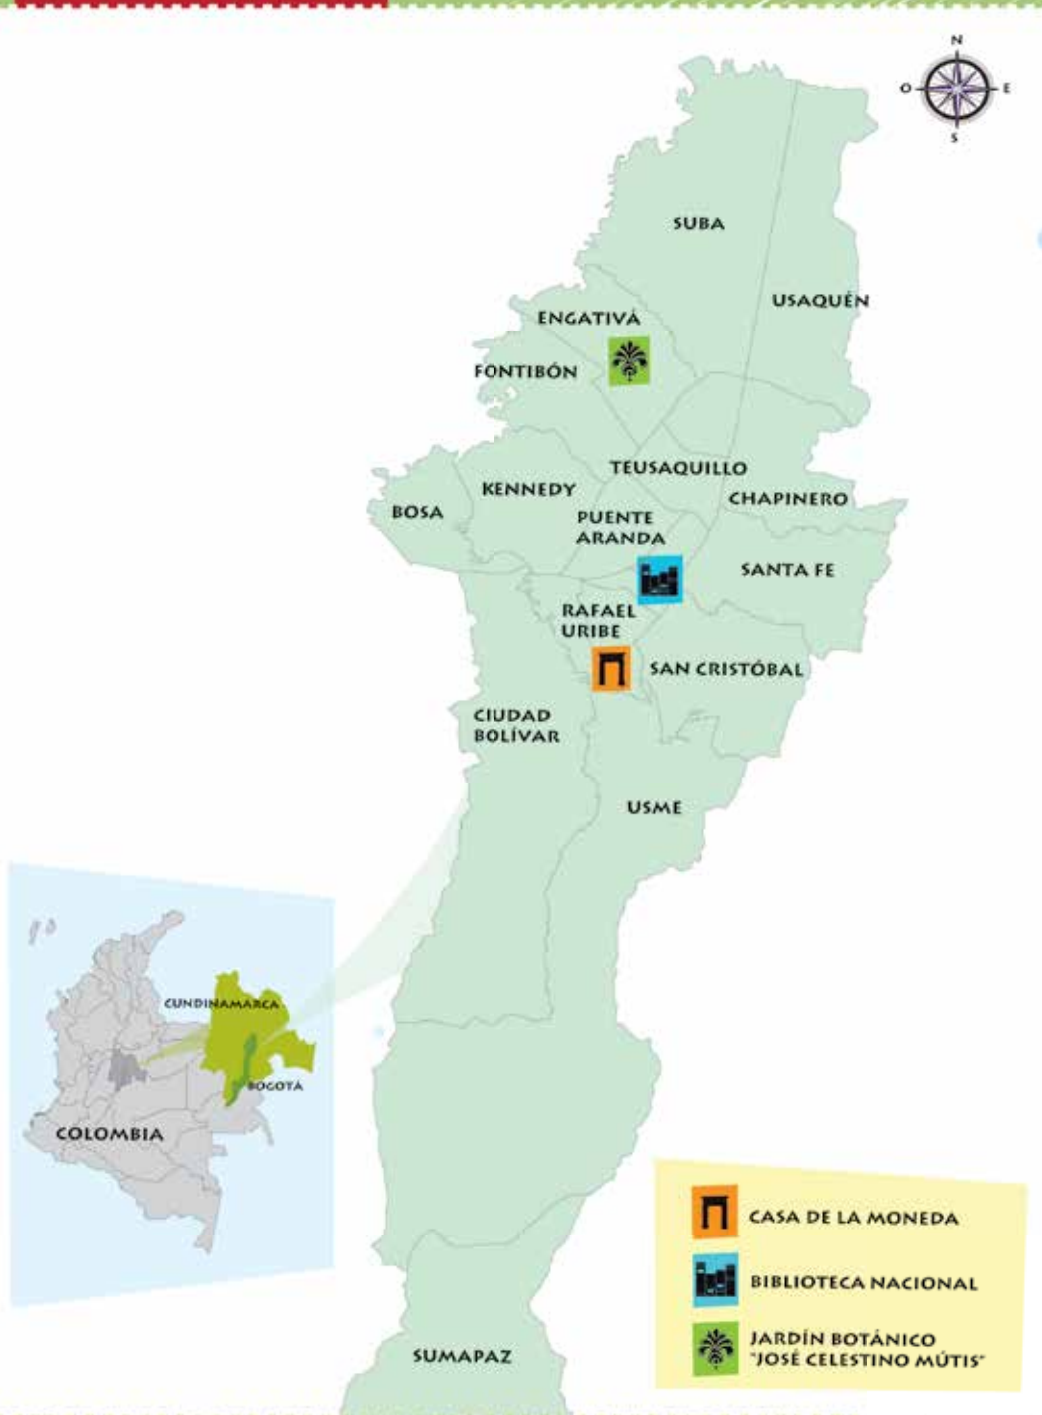 N
O
E
S
SUBA
USAQUÉN
ENGATIVÁ
FONTIBÓN
TEUSAQUILLO
KENNEDY
CHAPINERO
BOSA
PUENTE
ARANDA
SANTA FE
RAFAEL
URIBE
SAN CRISTÓBAL
CIUDAD
BOLÍVAR
USME
CUNDINAMARCA
BOGOTÁ
COLOMBIA
CASA DE LA MONEDA
BIBLIOTECA NACIONAL
JARDÍN BOTÁNICO
"JOSÉ CELESTINO MÚTIS"
SUMAPAZ